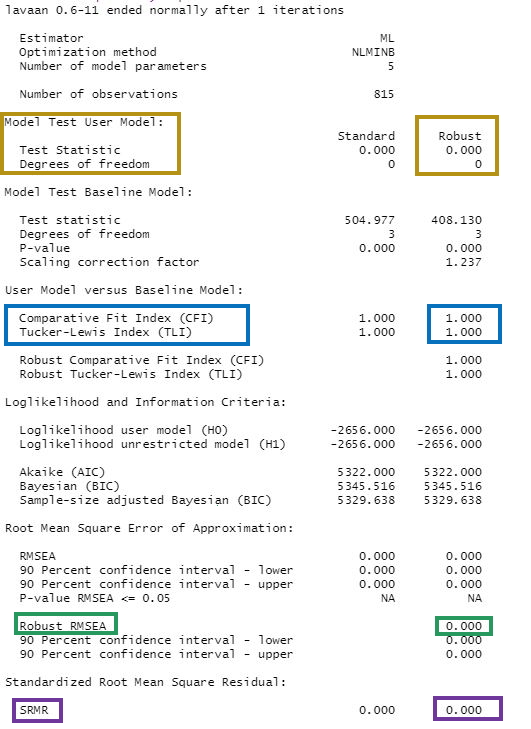 lavaan 0.6-11 ended normally after 1 iterations
Estimator ML
Optimization method NLMINB
Number of model parameters 5
Number of observations 815
Model Test User Model:
Standard Robust
Test Statistic 0.000 0.000
Degrees of freedom 0 0
Model Test Baseline Model:
Test statistic 504.977 408.130
Degrees of freedom 3 3
P-value 0.000 0.000
Scaling correction factor 1.237
User Model versus Baseline Model:
Comparative Fit Index (CFI) 1.000 1.000
Tucker-Lewis Index (TLI) 1.000 1.000
Robust Comparative Fit Index (CFI) 1.000
Robust Tucker-Lewis Index (TLI) 1.000
Loglikelihood and Information Criteria:
Loglikelihood user model (H0) -2656.000 -2656.000
Loglikelihood unrestricted model (H1) -2656.000 -2656.000
Akaike (AIC) 5322.000 5322.000
Bayesian (BIC) 5345.516 5345.516
Sample-size adjusted Bayesian (BIC) 5329.638 5329.638
Root Mean Square Error of Approximation:
RMSEA 0.000 0.000
90 Percent confidence interval - lower 0.000 0.000
90 Percent confidence interval - upper 0.000 0.000
P-value RMSEA <= 0.05 NA NA
Robust RMSEA 0.000
90 Percent confidence interval - lower 0.000
90 Percent confidence interval - upper 0.000
Standardized Root Mean Square Residual:
SRMR 0.000 0.000